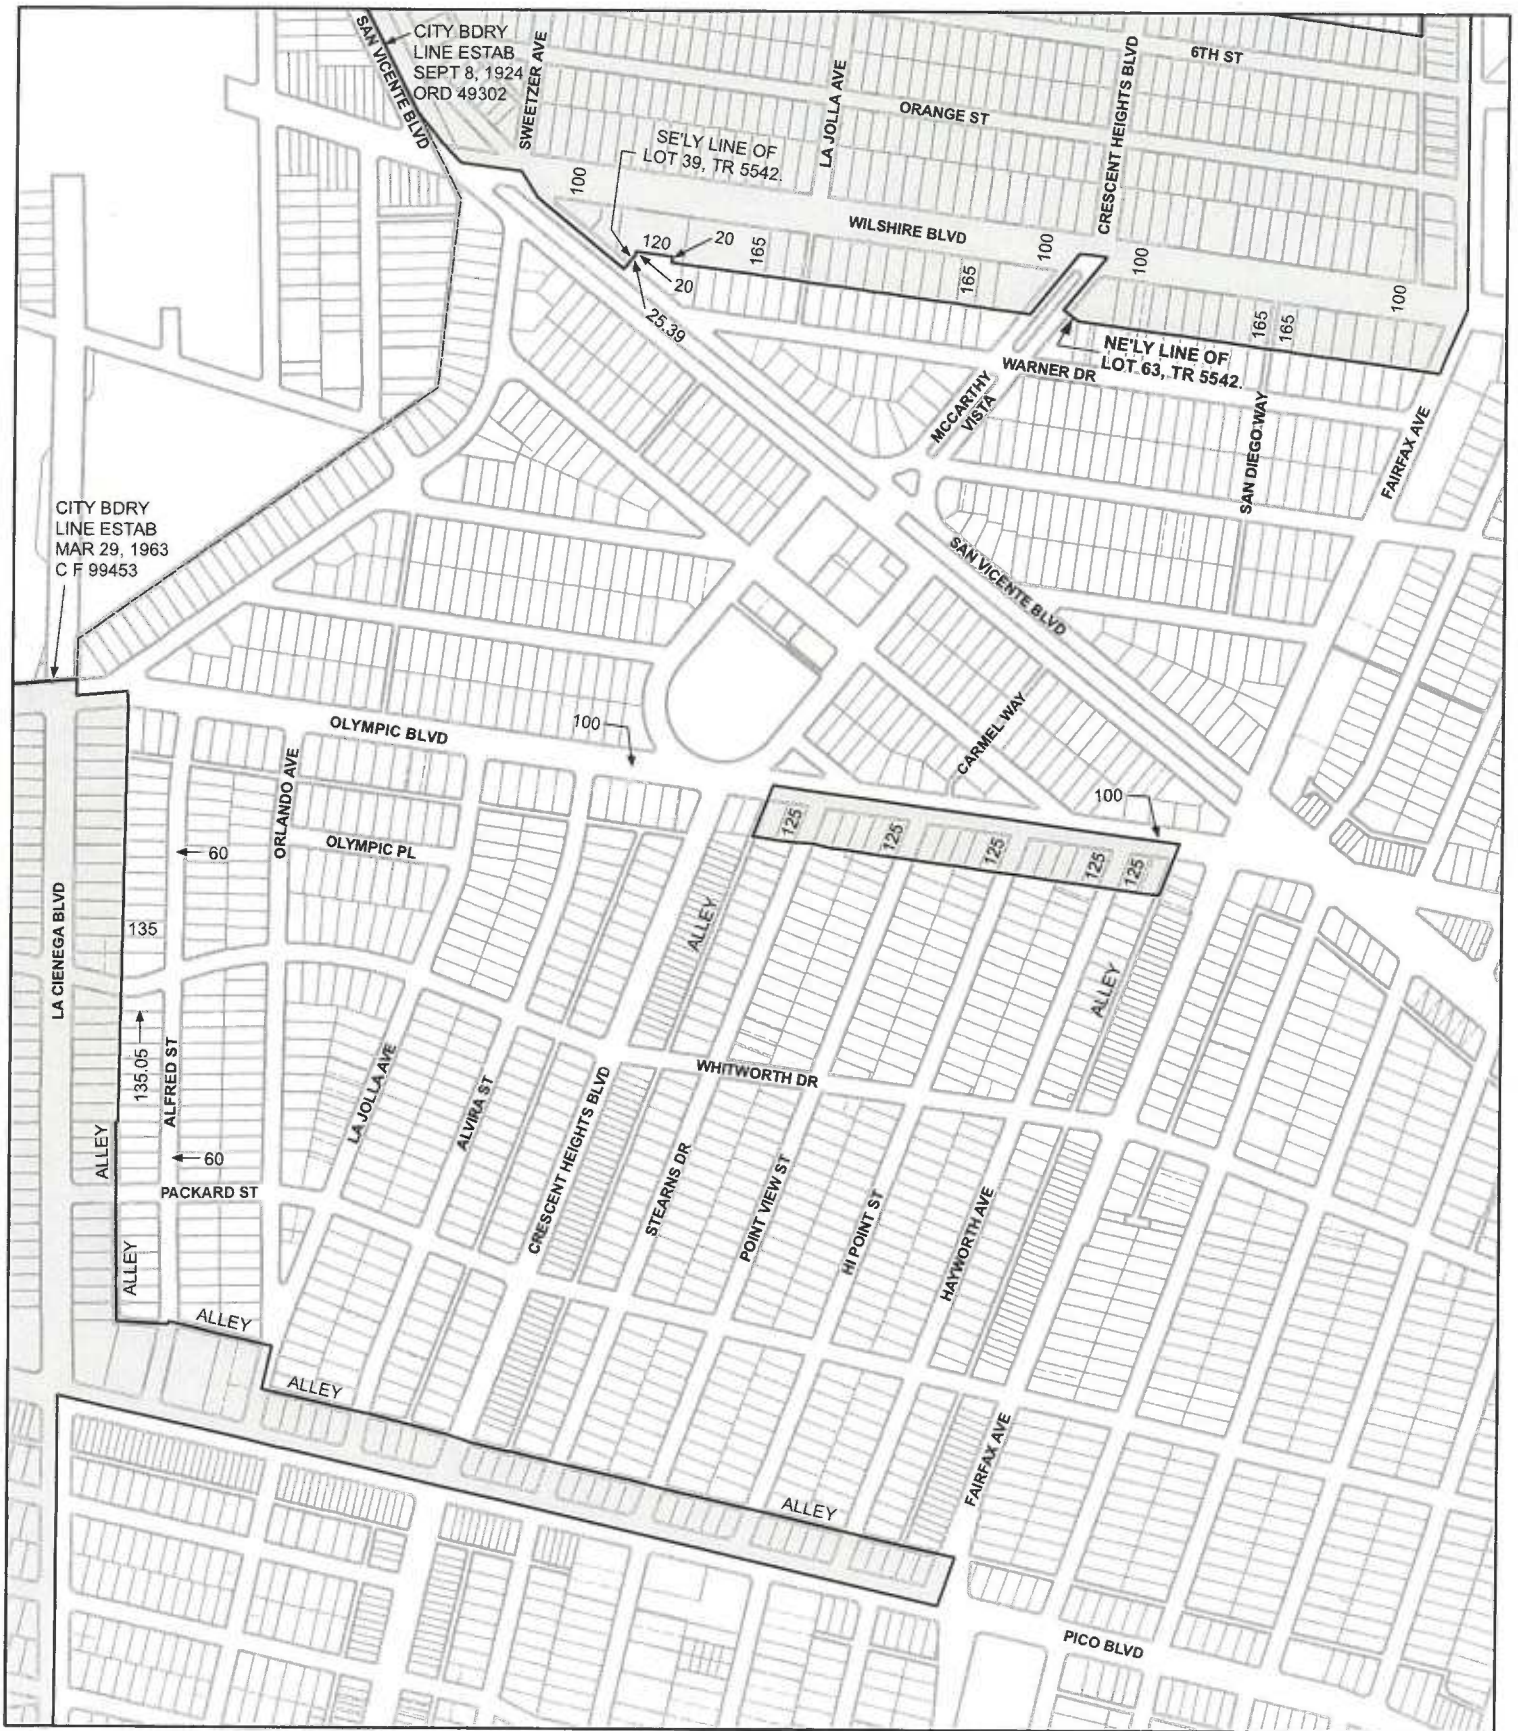 CITY BDRY
LINE ESTAB
SEPT 8, 1924
ORD 49302
SAN VICENTE BLVD
SWEETZER AVE
6TH ST
ORANGE ST
LA JOLLA AVE
CRESCENT HEIGHTS BLVD
SE'LY LINE OF
LOT 39, TR 5542.
100
WILSHIRE BLVD
120
20
165
20
25.39
165
100
100
165
165
100
NE'LY LINE OF
LOT 63, TR 5542.
WARNER DR
MCCARTHY
VISTA
SAN DIEGO WAY
FAIRFAX AVE
CITY BDRY
LINE ESTAB
MAR 29, 1963
C F 99453
SAN VICENTE BLVD
OLYMPIC BLVD
100
CARMEL WAY
100
ORLANDO AVE
OLYMPIC PL
60
125
125
125
125
125
LA CIENEGA BLVD
135
ALLEY
ALLEY
135.05
ALFRED ST
LA JOLLA AVE
ALVIRA ST
CRESCENT HEIGHTS BLVD
WHITWORTH DR
ALLEY
60
PACKARD ST
STEARNS DR
POINT VIEW ST
HI POINT ST
HAYWORTH AVE
ALLEY
ALLEY
ALLEY
FAIRFAX AVE
ALLEY
PICO BLVD